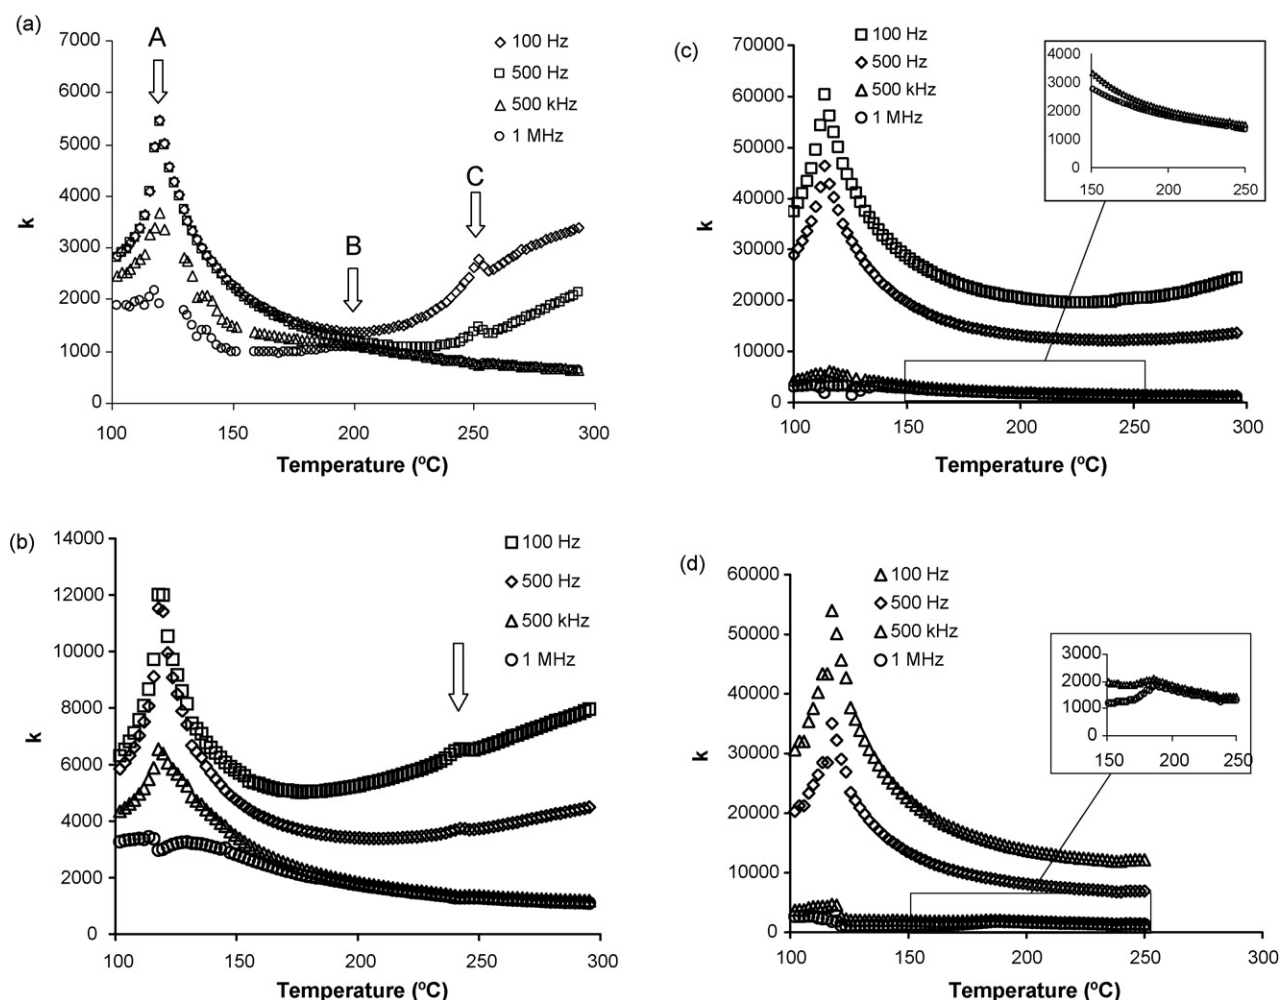 (a)
A
7000
6000
5000
4000
3000
2000
1000
0
k
B
C
100 Hz
500 Hz
500 kHz
1 MHz
100 150 200 250 300
Temperature (ºC)
(c)
70000
60000
50000
40000
30000
20000
10000
0
k
100 Hz
500 Hz
500 kHz
1 MHz
4000
3000
2000
1000
0
150 200 250
100 150 200 250 300
Temperature (ºC)
(b)
14000
12000
10000
8000
6000
4000
2000
0
k
100 Hz
500 Hz
500 kHz
1 MHz
100 150 200 250 300
Temperature (ºC)
(d)
60000
50000
40000
30000
20000
10000
0
k
100 Hz
500 Hz
500 kHz
1 MHz
3000
2000
1000
0
150 200 250
100 150 200 250 300
Temperature (ºC)